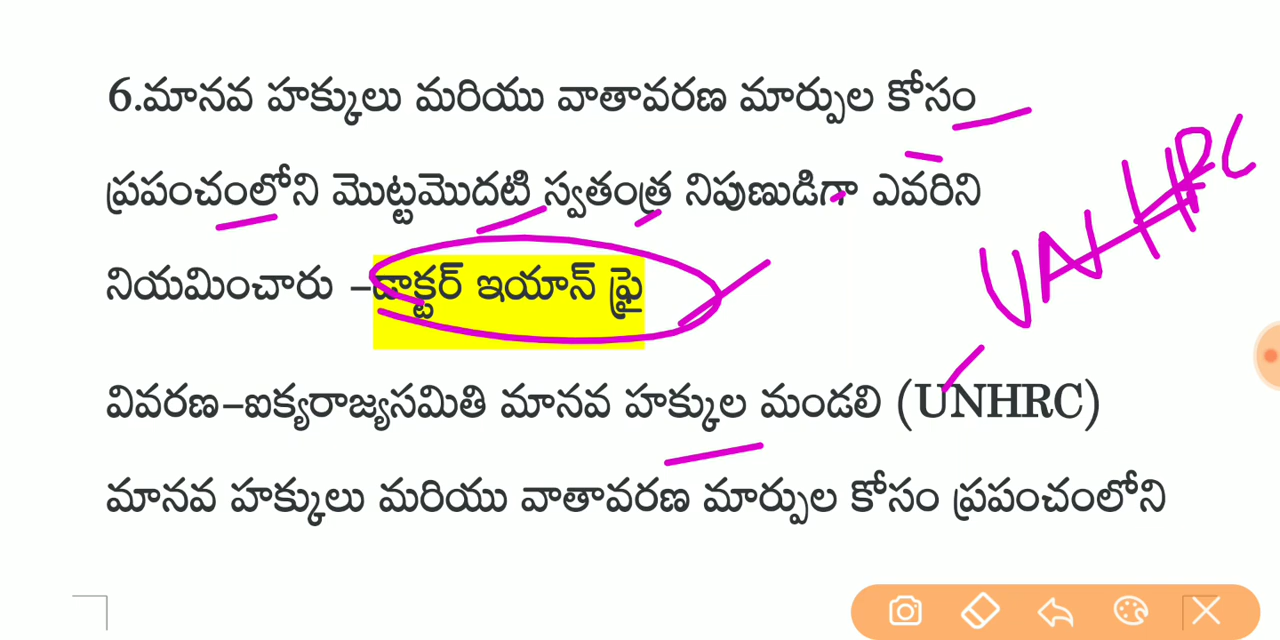 6.మానవ హక్కులు మరియు వాతావరణ మార్పుల కోసం
ప్రపంచంలోని మొట్టమొదటి స్వతంత్ర నిపుణుడిగా ఎవరిని
నియమించారు –డాక్టర్ ఇయాన్ ఫ్రై
UNHRC
వివరణ–ఐక్యరాజ్యసమితి మానవ హక్కుల మండలి (UNHRC)
మానవ హక్కులు మరియు వాతావరణ మార్పుల కోసం ప్రపంచంలోని